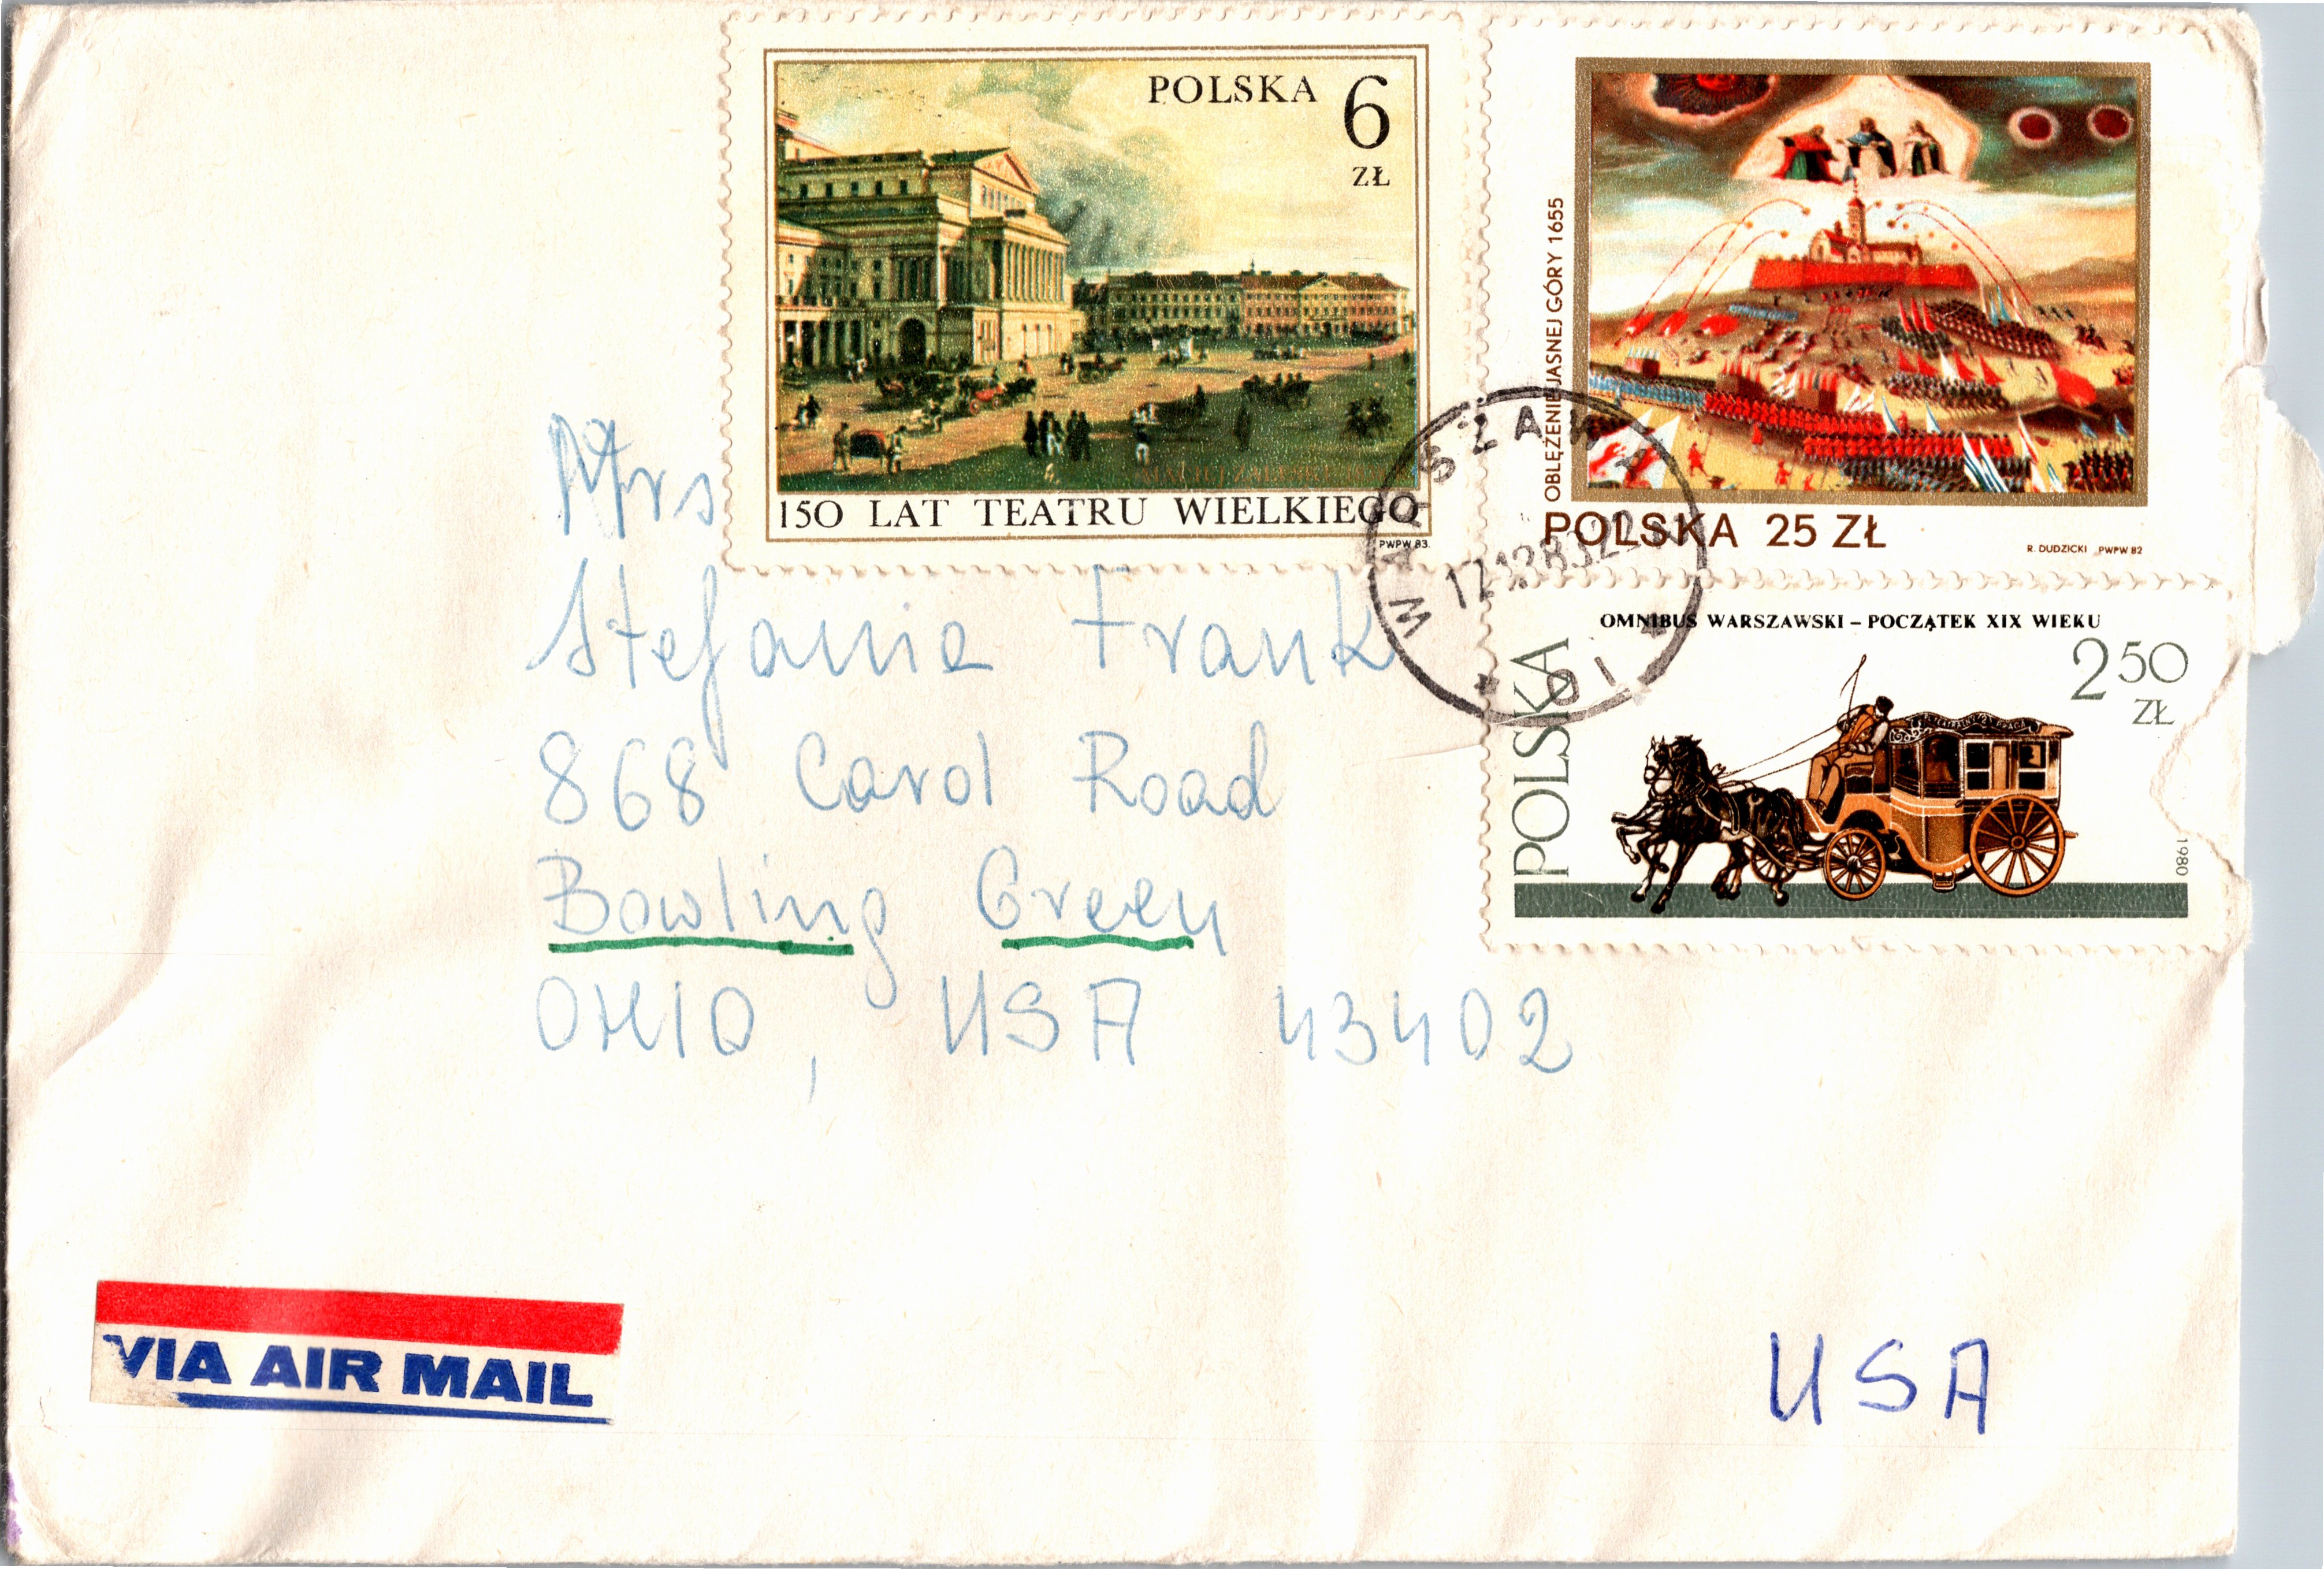 POLSKA 6
ZŁ
150 LAT TEATRU WIELKIEGO
PWPW 83.
OBLĘŻENIE JASNEJ GÓRY 1655
POLSKA 25 ZŁ
R. DUDZICKI PWPW 82
WARSZAWA
OMNIBUS WARSZAWSKI – POCZĄTEK XIX WIEKU
POLSKA
2 50
ZŁ
1980
Mrs
Stefanie Frank
868 Carol Road
Bowling Green
OHIO, USA 43402
VIA AIR MAIL
USA